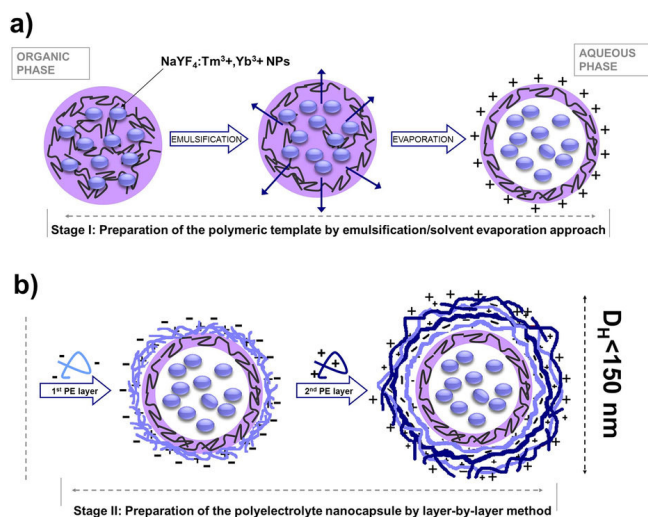 a)
ORGANIC
PHASE
NaYF₄:Tm³+,Yb³+ NPs
AQUEOUS
PHASE
EMULSIFICATION
EVAPORATION
Stage I: Preparation of the polymeric template by emulsification/solvent evaporation approach
b)
1ˢᵗ PE layer
2ⁿᵈ PE layer
D_H<150 nm
Stage II: Preparation of the polyelectrolyte nanocapsule by layer-by-layer method